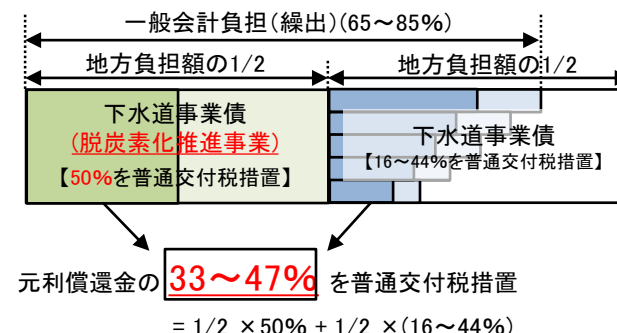 一般会計負担(繰出)(65～85%)
地方負担額の1/2
地方負担額の1/2
下水道事業債
(脱炭素化推進事業)
【50%を普通交付税措置】
下水道事業債
【16～44%を普通交付税措置】
元利償還金の 33～47% を普通交付税措置
= 1/2 ×50% + 1/2 ×(16～44%)